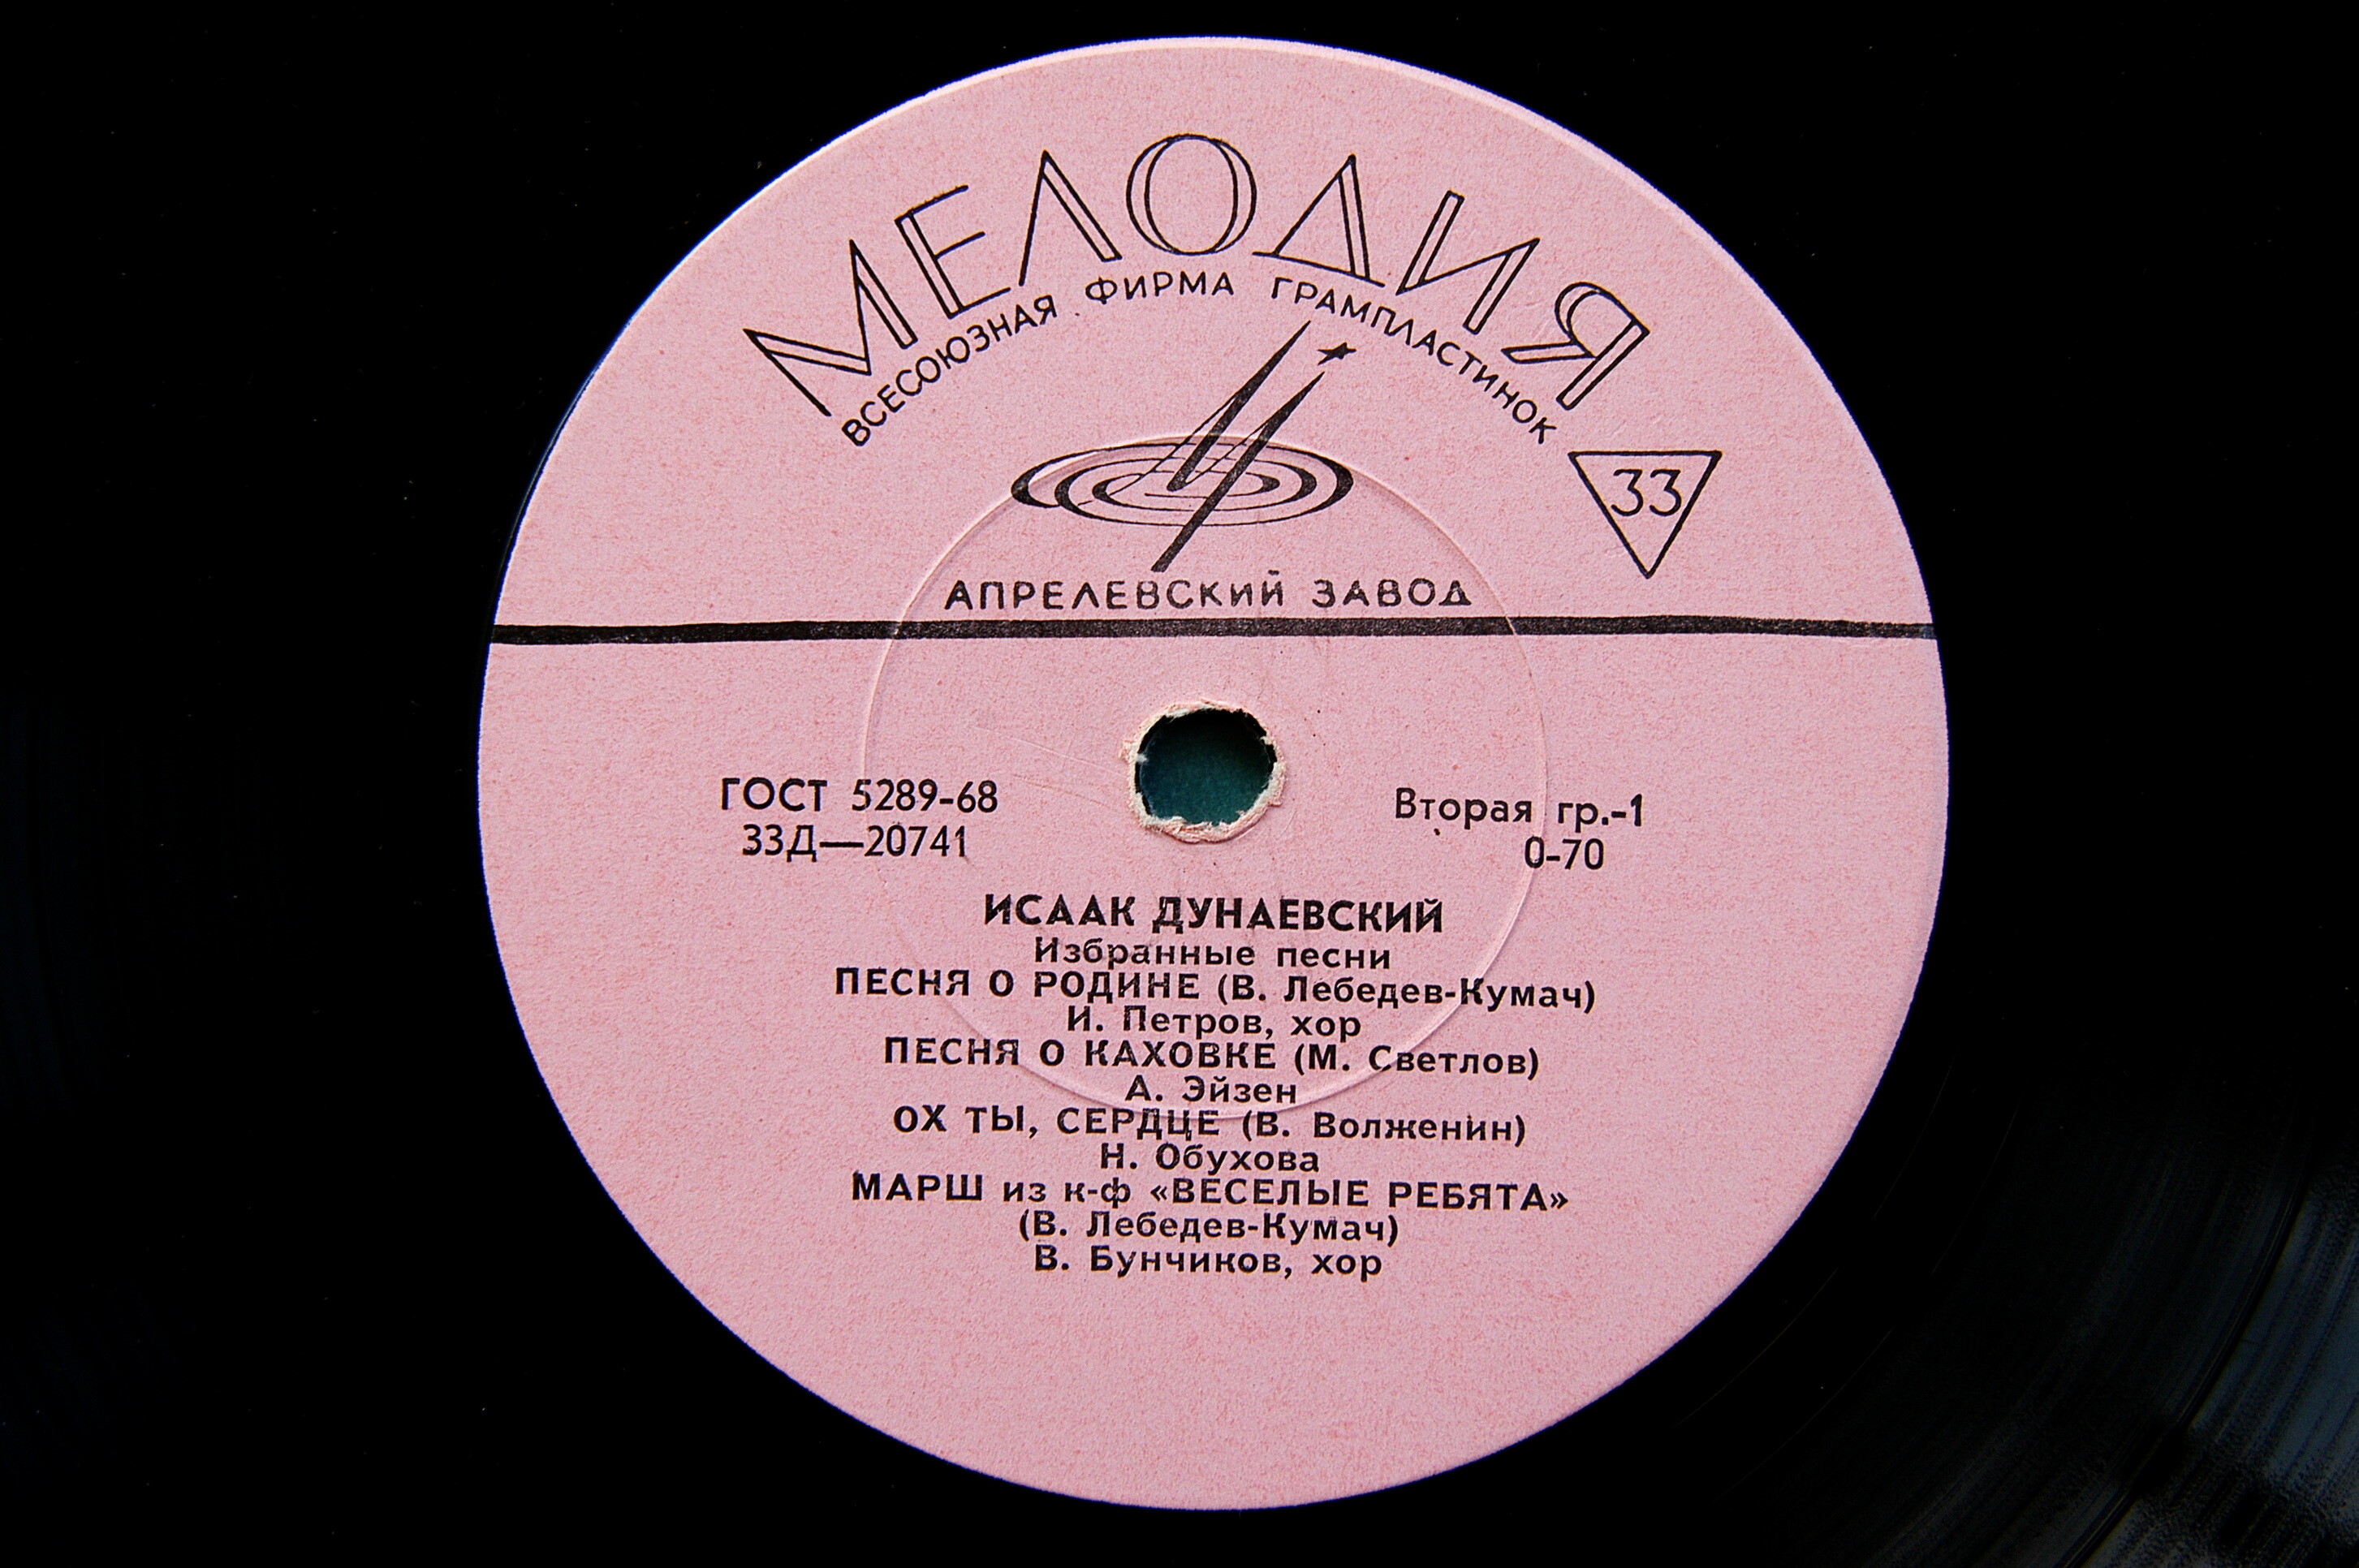 МЕЛОДИЯ
ВСЕСОЮЗНАЯ ФИРМА ГРАМПЛАСТИНОК
33
АПРЕЛЕВСКИЙ ЗАВОД
ГОСТ 5289-68
33Д—20741
Вторая гр.-1
0-70
ИСААК ДУНАЕВСКИЙ
Избранные песни
ПЕСНЯ О РОДИНЕ (В. Лебедев-Кумач)
И. Петров, хор
ПЕСНЯ О КАХОВКЕ (М. Светлов)
А. Эйзен
ОХ ТЫ, СЕРДЦЕ (В. Волженин)
Н. Обухова
МАРШ из к-ф «ВЕСЕЛЫЕ РЕБЯТА»
(В. Лебедев-Кумач)
В. Бунчиков, хор